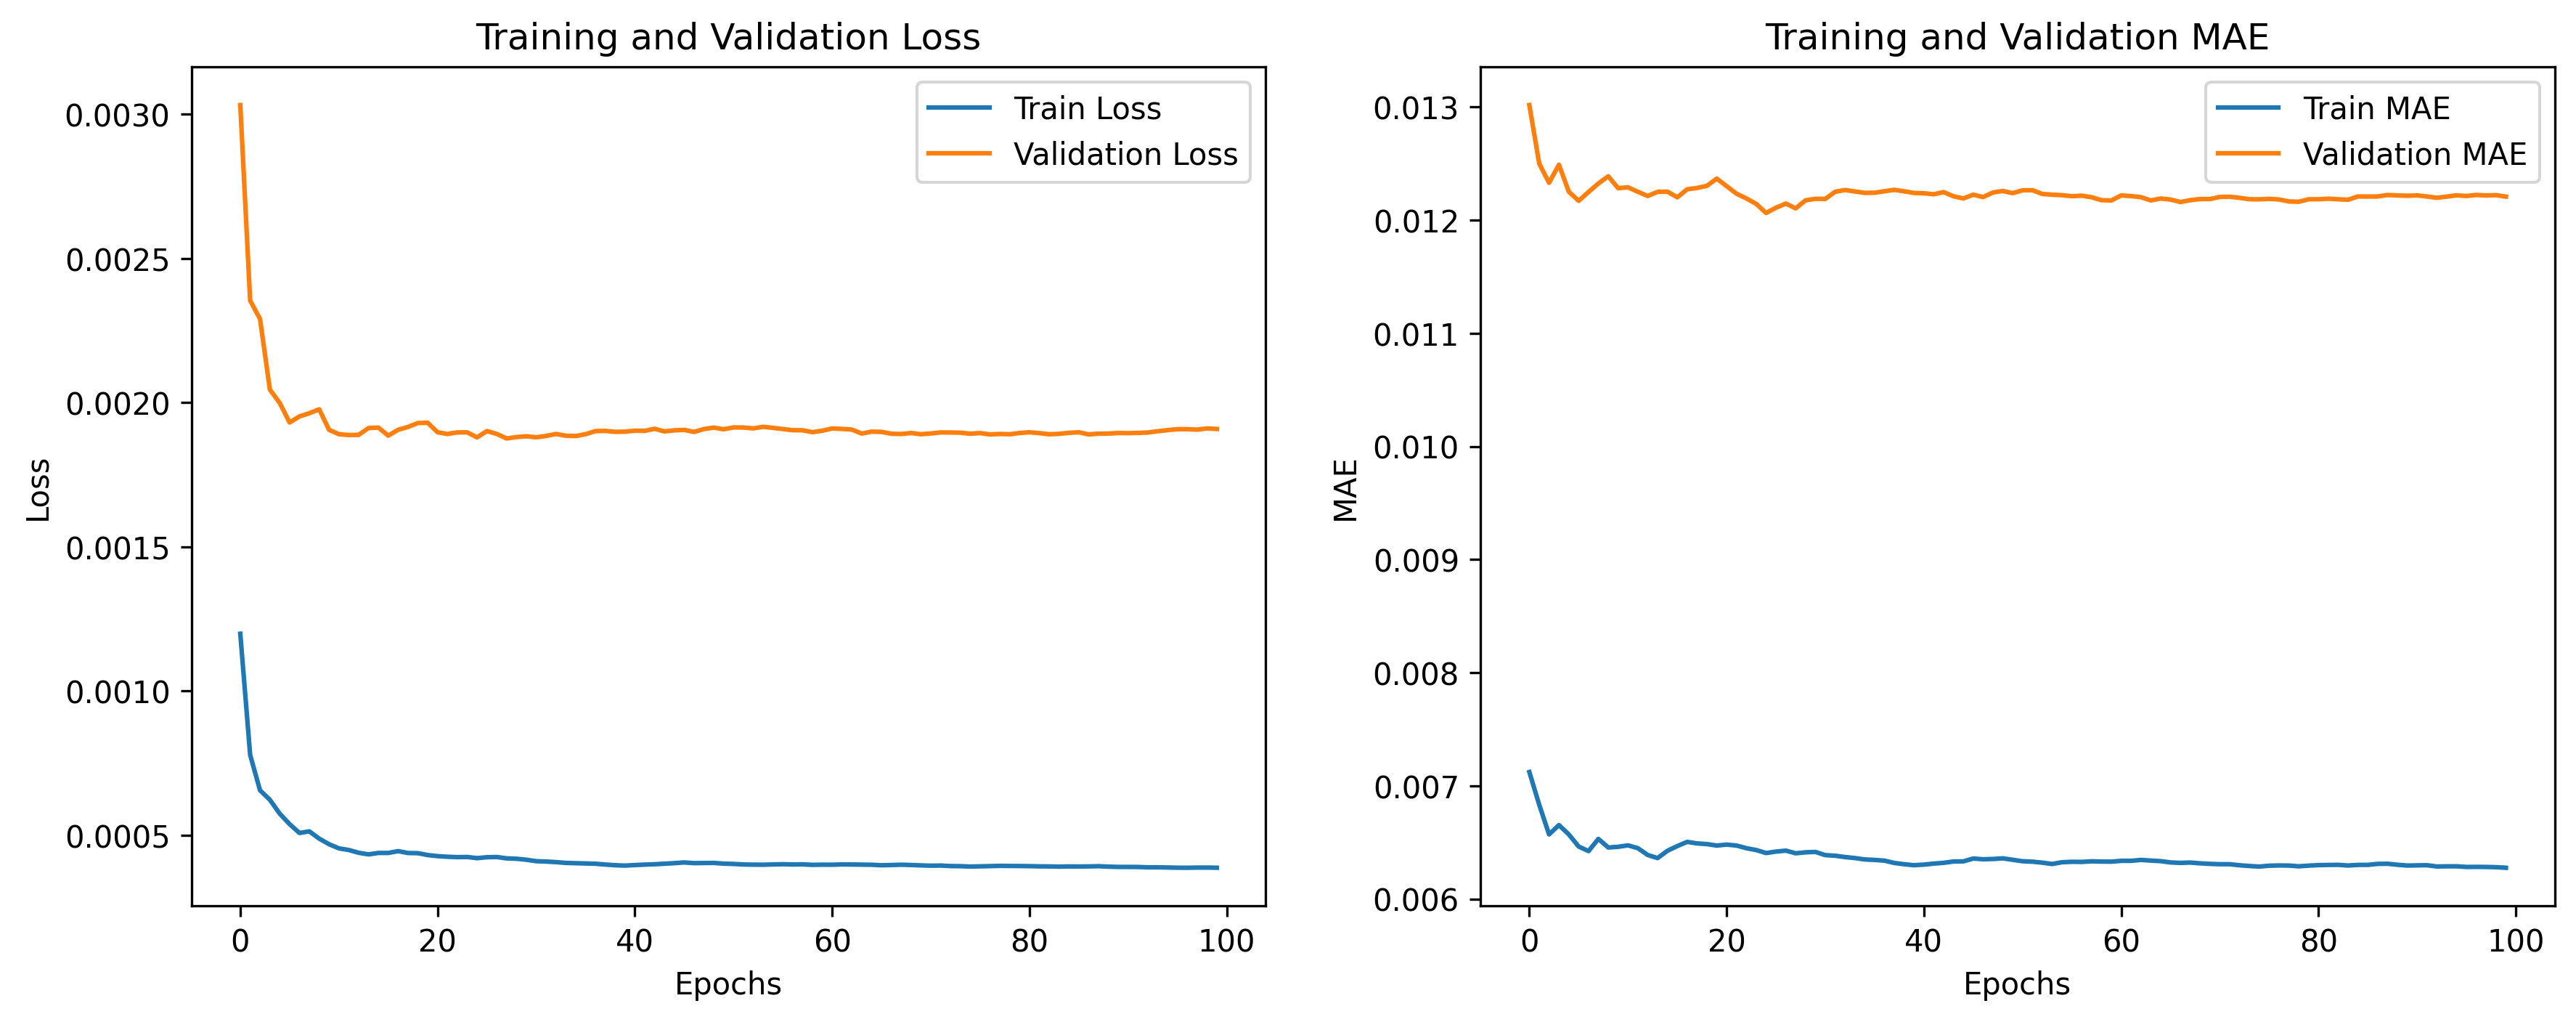 Training and Validation Loss
Train Loss
Validation Loss
0.0030
0.0025
0.0020
0.0015
0.0010
0.0005
Loss
0 20 40 60 80 100
Epochs
Training and Validation MAE
Train MAE
Validation MAE
0.013
0.012
0.011
0.010
0.009
0.008
0.007
0.006
MAE
0 20 40 60 80 100
Epochs